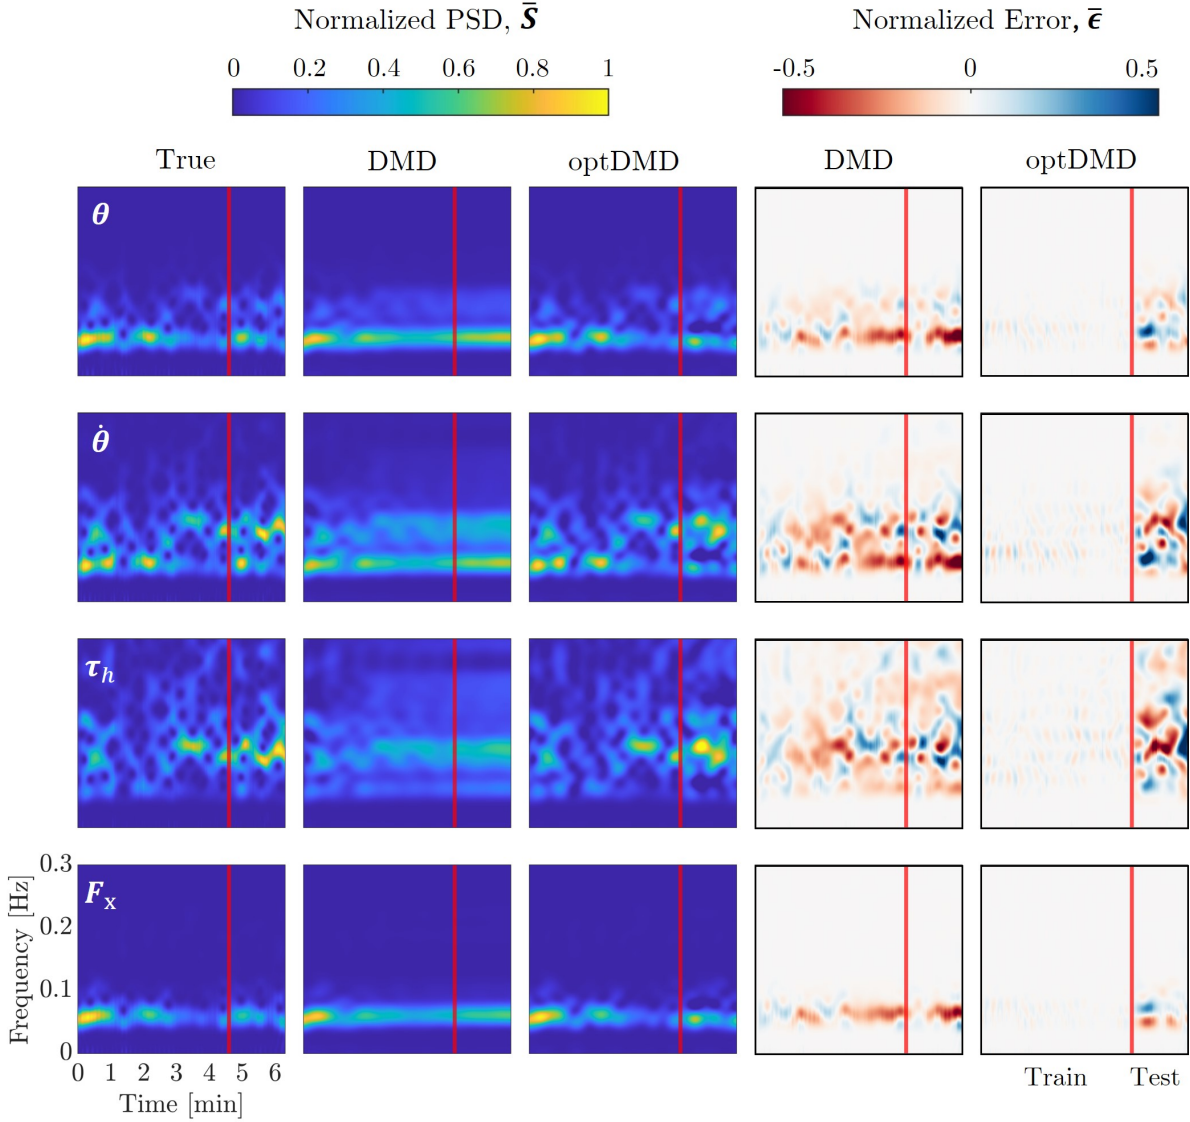 Normalized PSD, S̄
Normalized Error, ε̄
0 0.2 0.4 0.6 0.8 1
-0.5 0 0.5
True DMD optDMD DMD optDMD
θ
θ̇
τh
Fx
0.3
0.2
0.1
0
Frequency [Hz]
0 1 2 3 4 5 6
Time [min]
Train Test